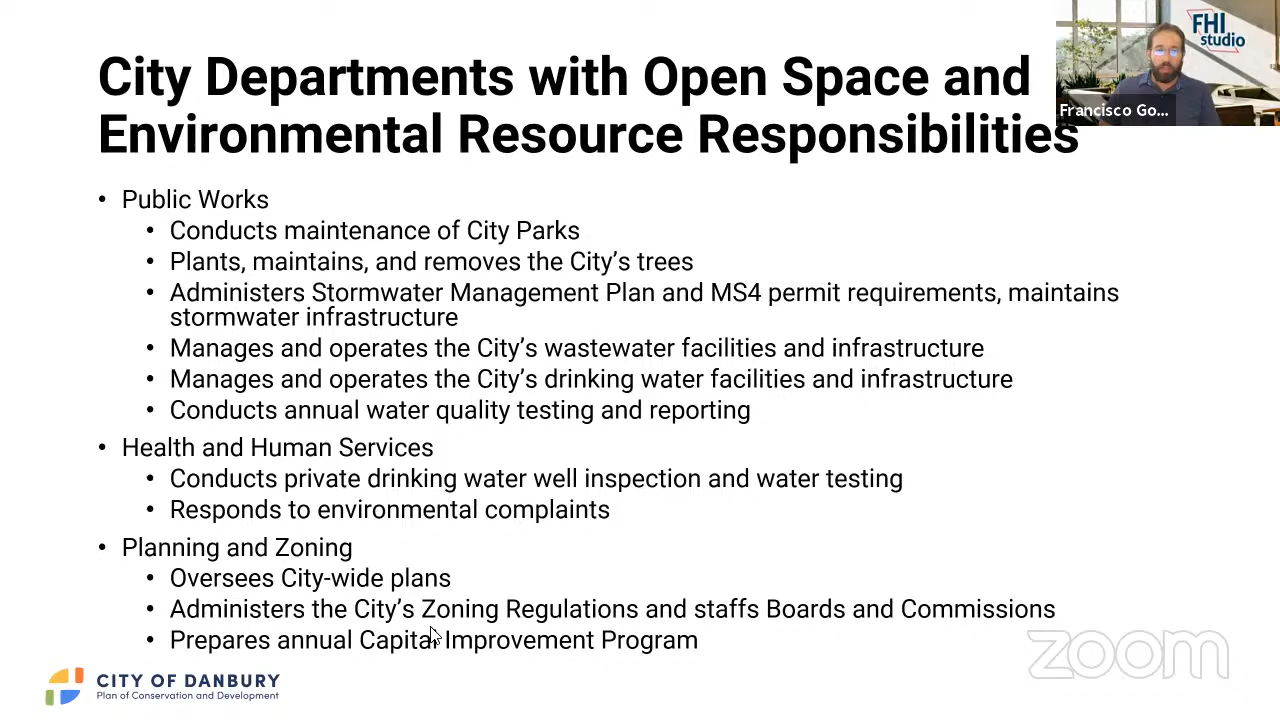 City Departments with Open Space and
Environmental Resource Responsibilities
FHI
studio
Francisco Go...
• Public Works
• Conducts maintenance of City Parks
• Plants, maintains, and removes the City’s trees
• Administers Stormwater Management Plan and MS4 permit requirements, maintains
stormwater infrastructure
• Manages and operates the City’s wastewater facilities and infrastructure
• Manages and operates the City’s drinking water facilities and infrastructure
• Conducts annual water quality testing and reporting
• Health and Human Services
• Conducts private drinking water well inspection and water testing
• Responds to environmental complaints
• Planning and Zoning
• Oversees City-wide plans
• Administers the City’s Zoning Regulations and staffs Boards and Commissions
• Prepares annual Capital Improvement Program
zoom
CITY OF DANBURY
Plan of Conservation and Development